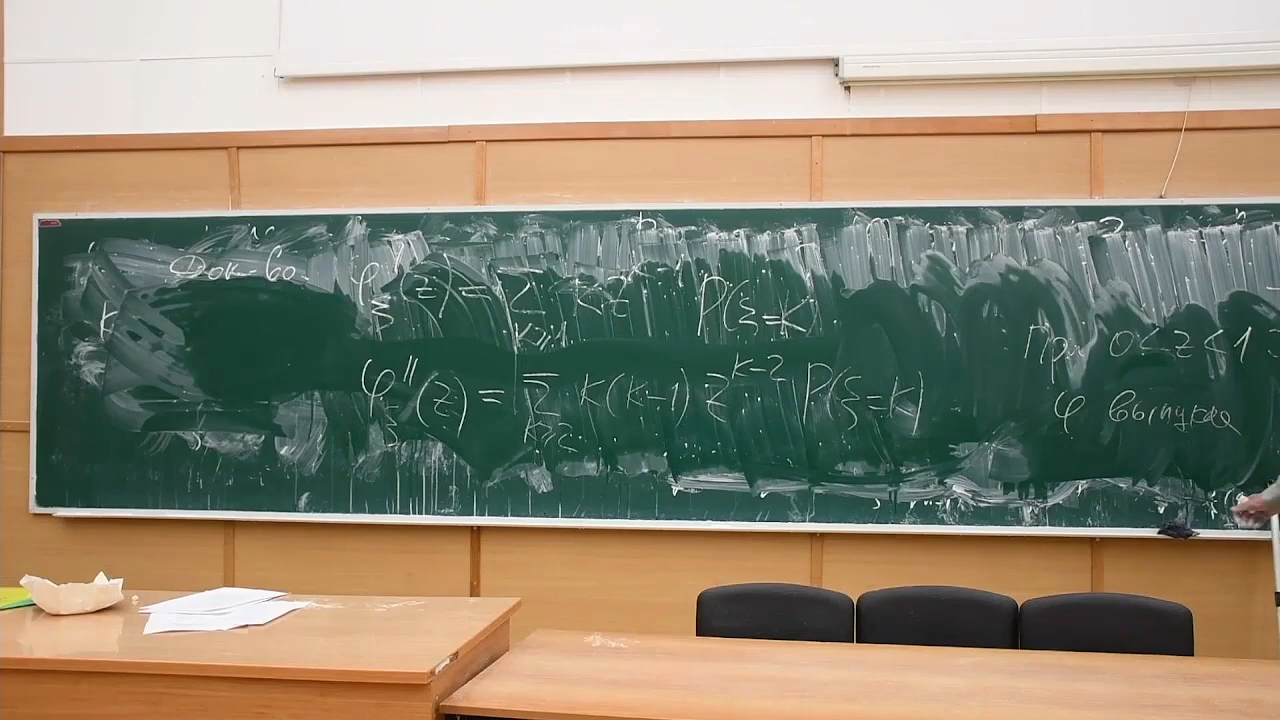 Док-во. φ'_ξ(z) = Σ_{k≥1} k z^{k-1} P(ξ=k)
φ''_ξ(z) = Σ_{k≥2} k(k-1) z^{k-2} P(ξ=k)
При 0<z<1
φ выпукла